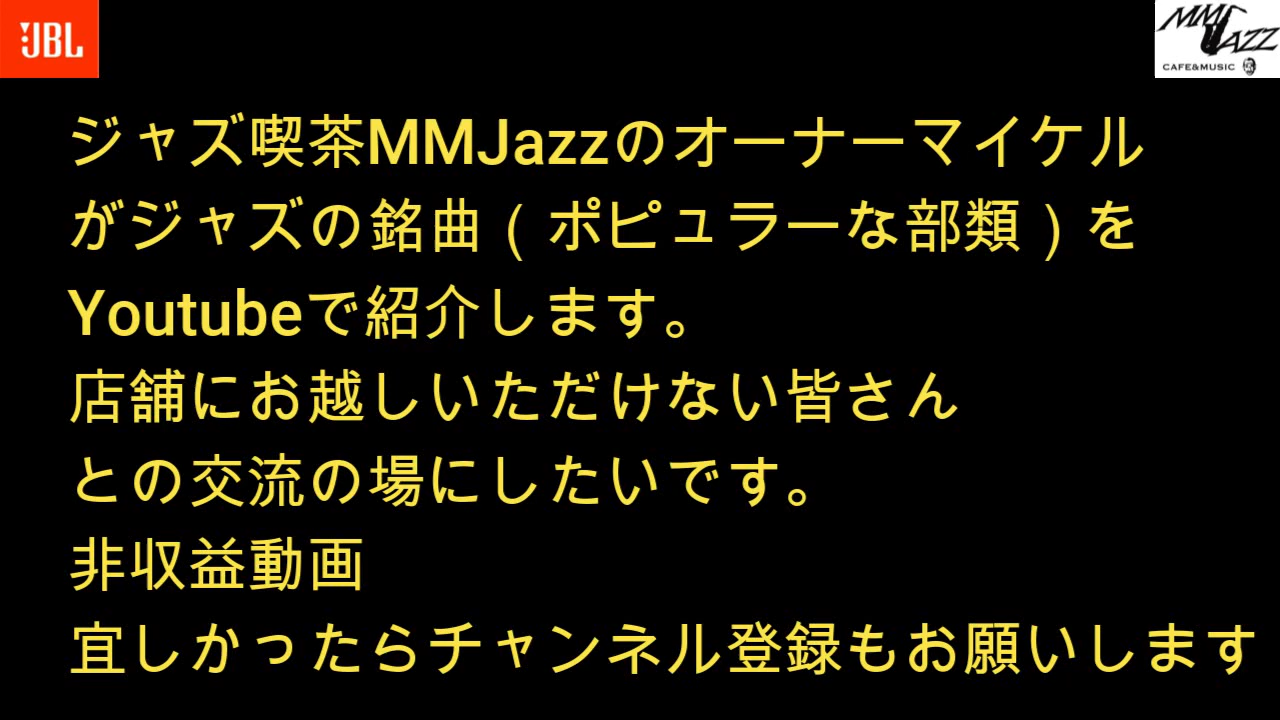 JBL
MMJAZZ
CAFE&MUSIC
ジャズ喫茶MMJazzのオーナーマイケル
がジャズの銘曲（ポピュラーな部類）を
Youtubeで紹介します。
店舗にお越しいただけない皆さん
との交流の場にしたいです。
非収益動画
宜しかったらチャンネル登録もお願いします